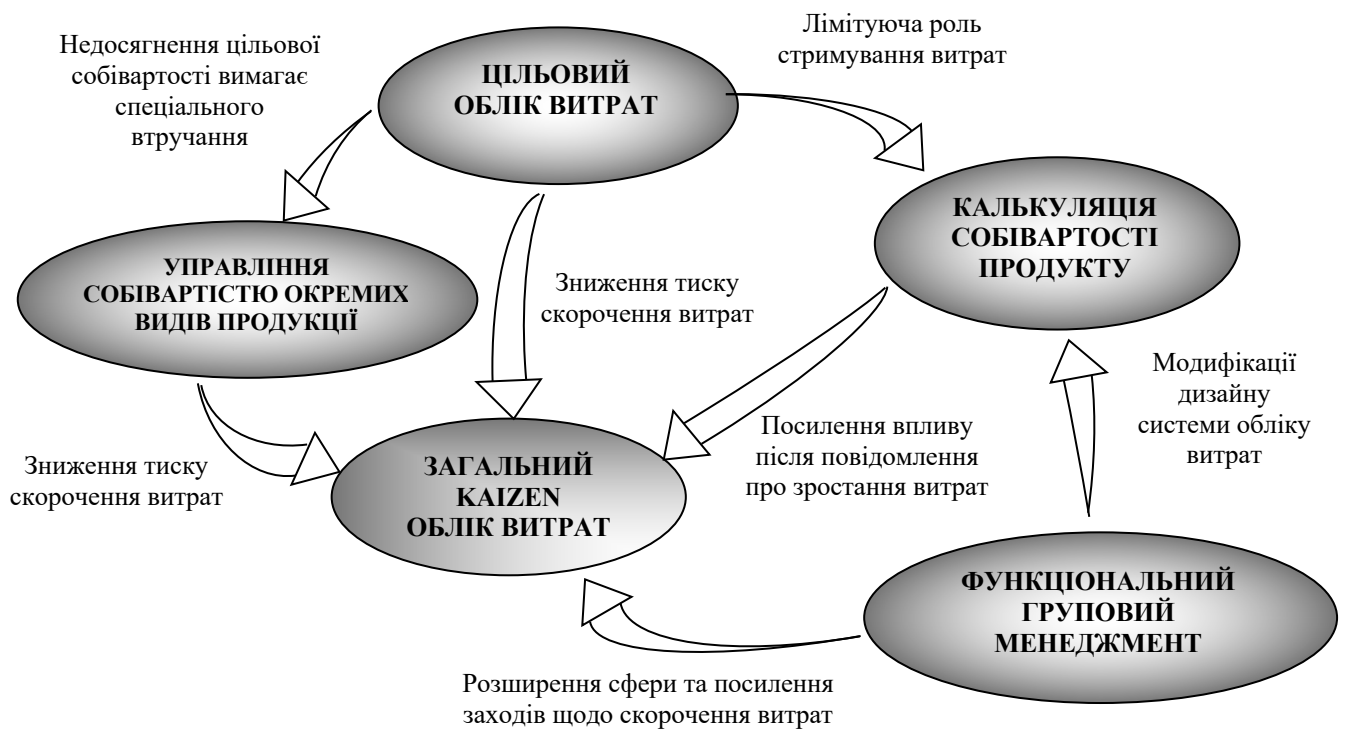 Недосягнення цільової
собівартості вимагає
спеціального
втручання
ЦІЛЬОВИЙ
ОБЛІК ВИТРАТ
Лімітуюча роль
стримування витрат
КАЛЬКУЛЯЦІЯ
СОБІВАРТОСТІ
ПРОДУКТУ
УПРАВЛІННЯ
СОБІВАРТІСТЮ ОКРЕМИХ
ВИДІВ ПРОДУКЦІЇ
Зниження тиску
скорочення витрат
Модифікації
дизайну
системи обліку
витрат
Зниження тиску
скорочення витрат
ЗАГАЛЬНИЙ
KAIZEN
ОБЛІК ВИТРАТ
Посилення впливу
після повідомлення
про зростання витрат
ФУНКЦІОНАЛЬНИЙ
ГРУПОВИЙ
МЕНЕДЖМЕНТ
Розширення сфери та посилення
заходів щодо скорочення витрат